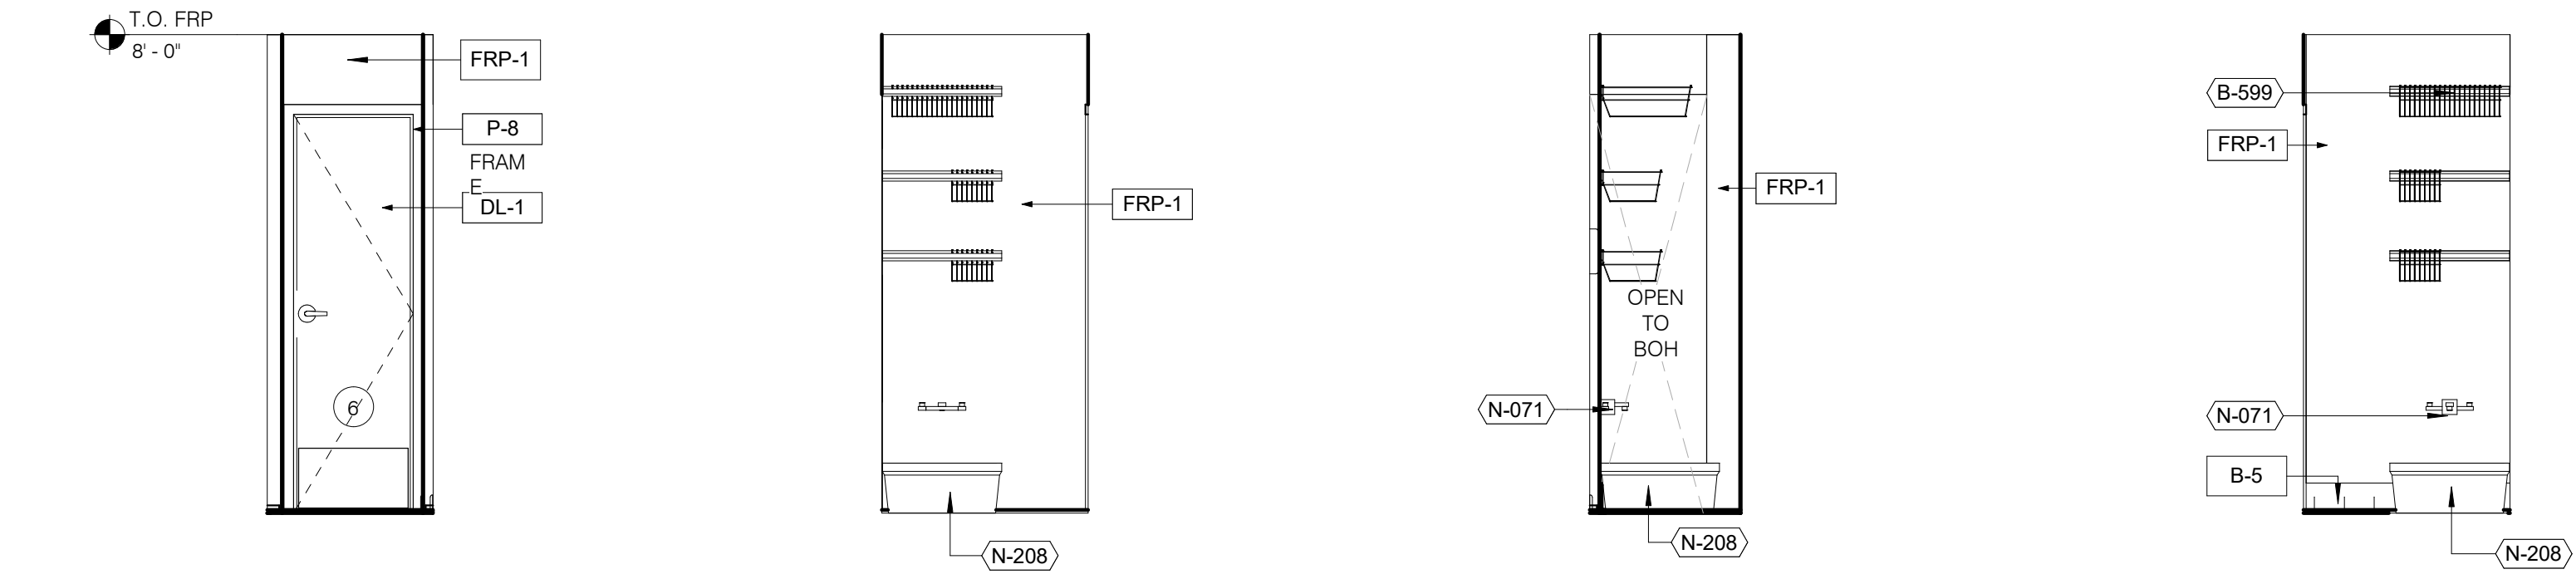 T.O. FRP
8' - 0"
FRP-1
P-8
FRAM
E
DL-1
6
FRP-1
N-208
FRP-1
OPEN
TO
BOH
N-071
N-208
B-599
FRP-1
N-071
B-5
N-208